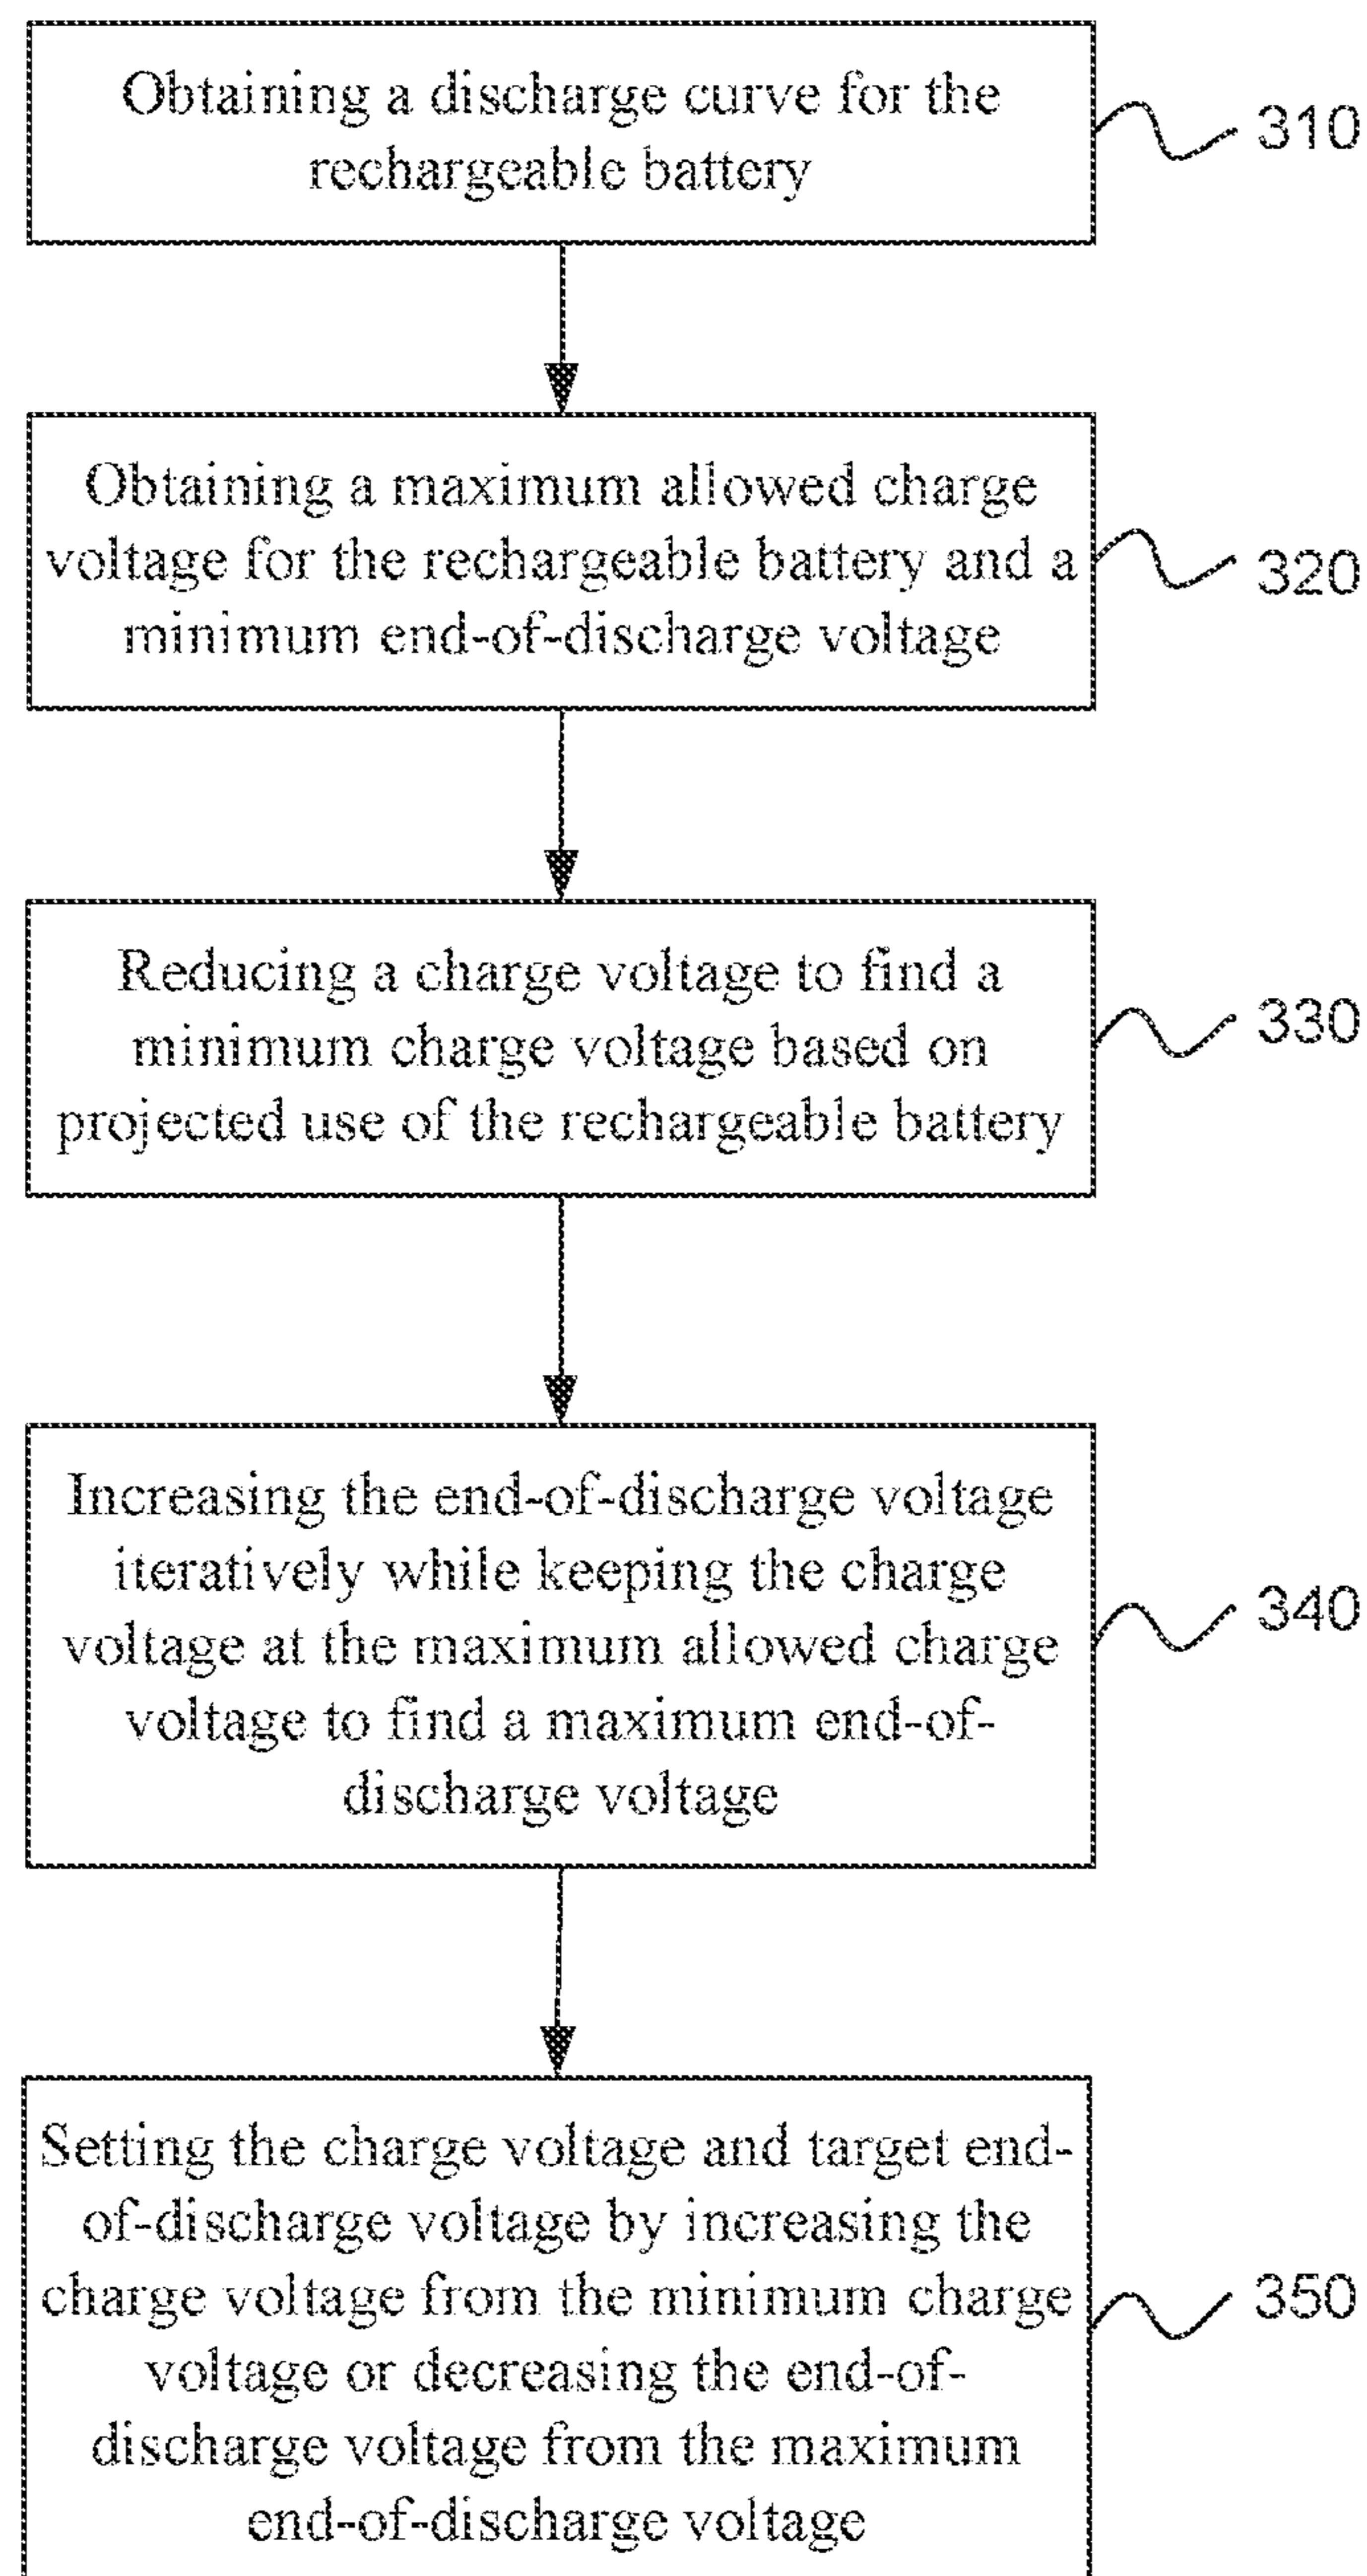 Obtaining a discharge curve for the
rechargeable battery
310
Obtaining a maximum allowed charge
voltage for the rechargeable battery and a
minimum end-of-discharge voltage
320
Reducing a charge voltage to find a
minimum charge voltage based on
projected use of the rechargeable battery
330
Increasing the end-of-discharge voltage
iteratively while keeping the charge
voltage at the maximum allowed charge
voltage to find a maximum end-of-
discharge voltage
340
Setting the charge voltage and target end-
of-discharge voltage by increasing the
charge voltage from the minimum charge
voltage or decreasing the end-of-
discharge voltage from the maximum
end-of-discharge voltage
350